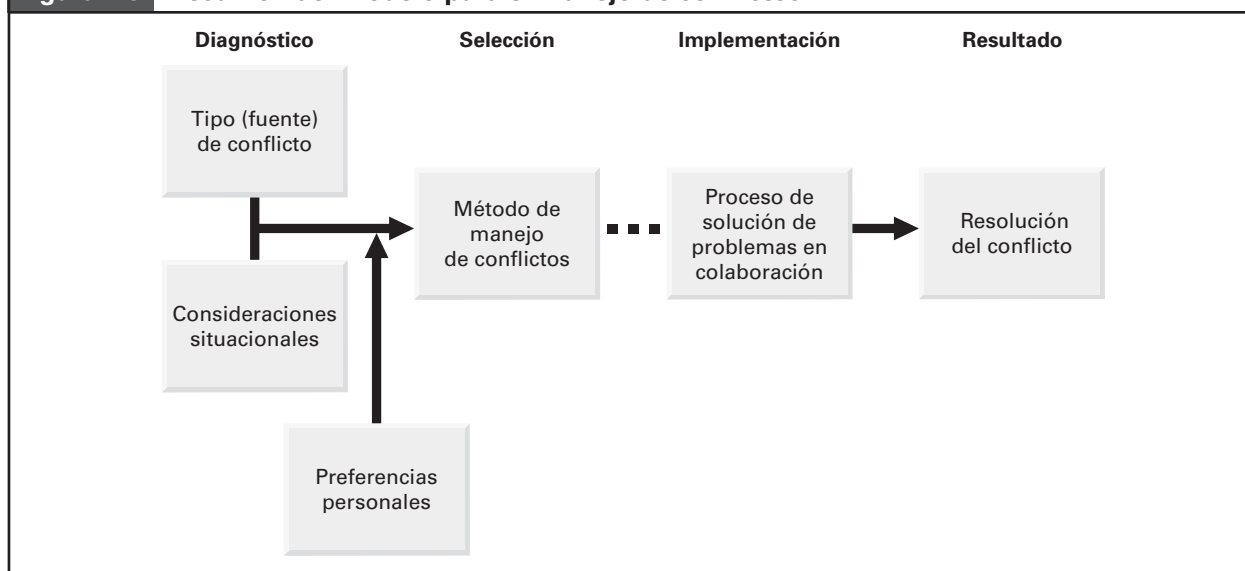 Diagnóstico
Selección
Implementación
Resultado
Tipo (fuente)
de conflicto
Consideraciones
situacionales
Preferencias
personales
Método de
manejo
de conflictos
Proceso de
solución de
problemas en
colaboración
Resolución
del conflicto